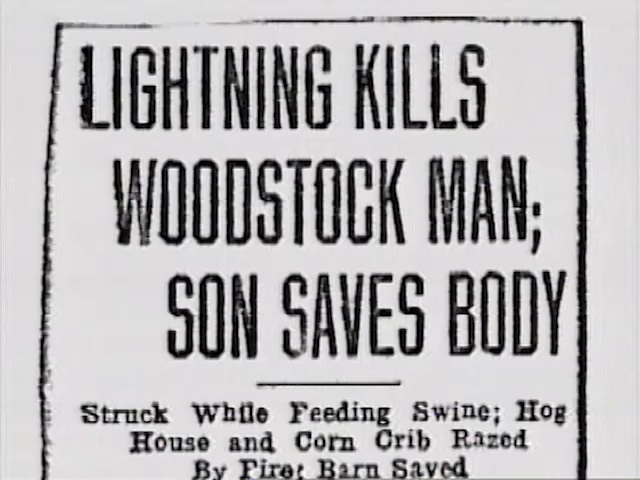 LIGHTNING KILLS
WOODSTOCK MAN;
SON SAVES BODY
Struck While Feeding Swine; Hog
House and Corn Crib Razed
By Fire; Barn Saved